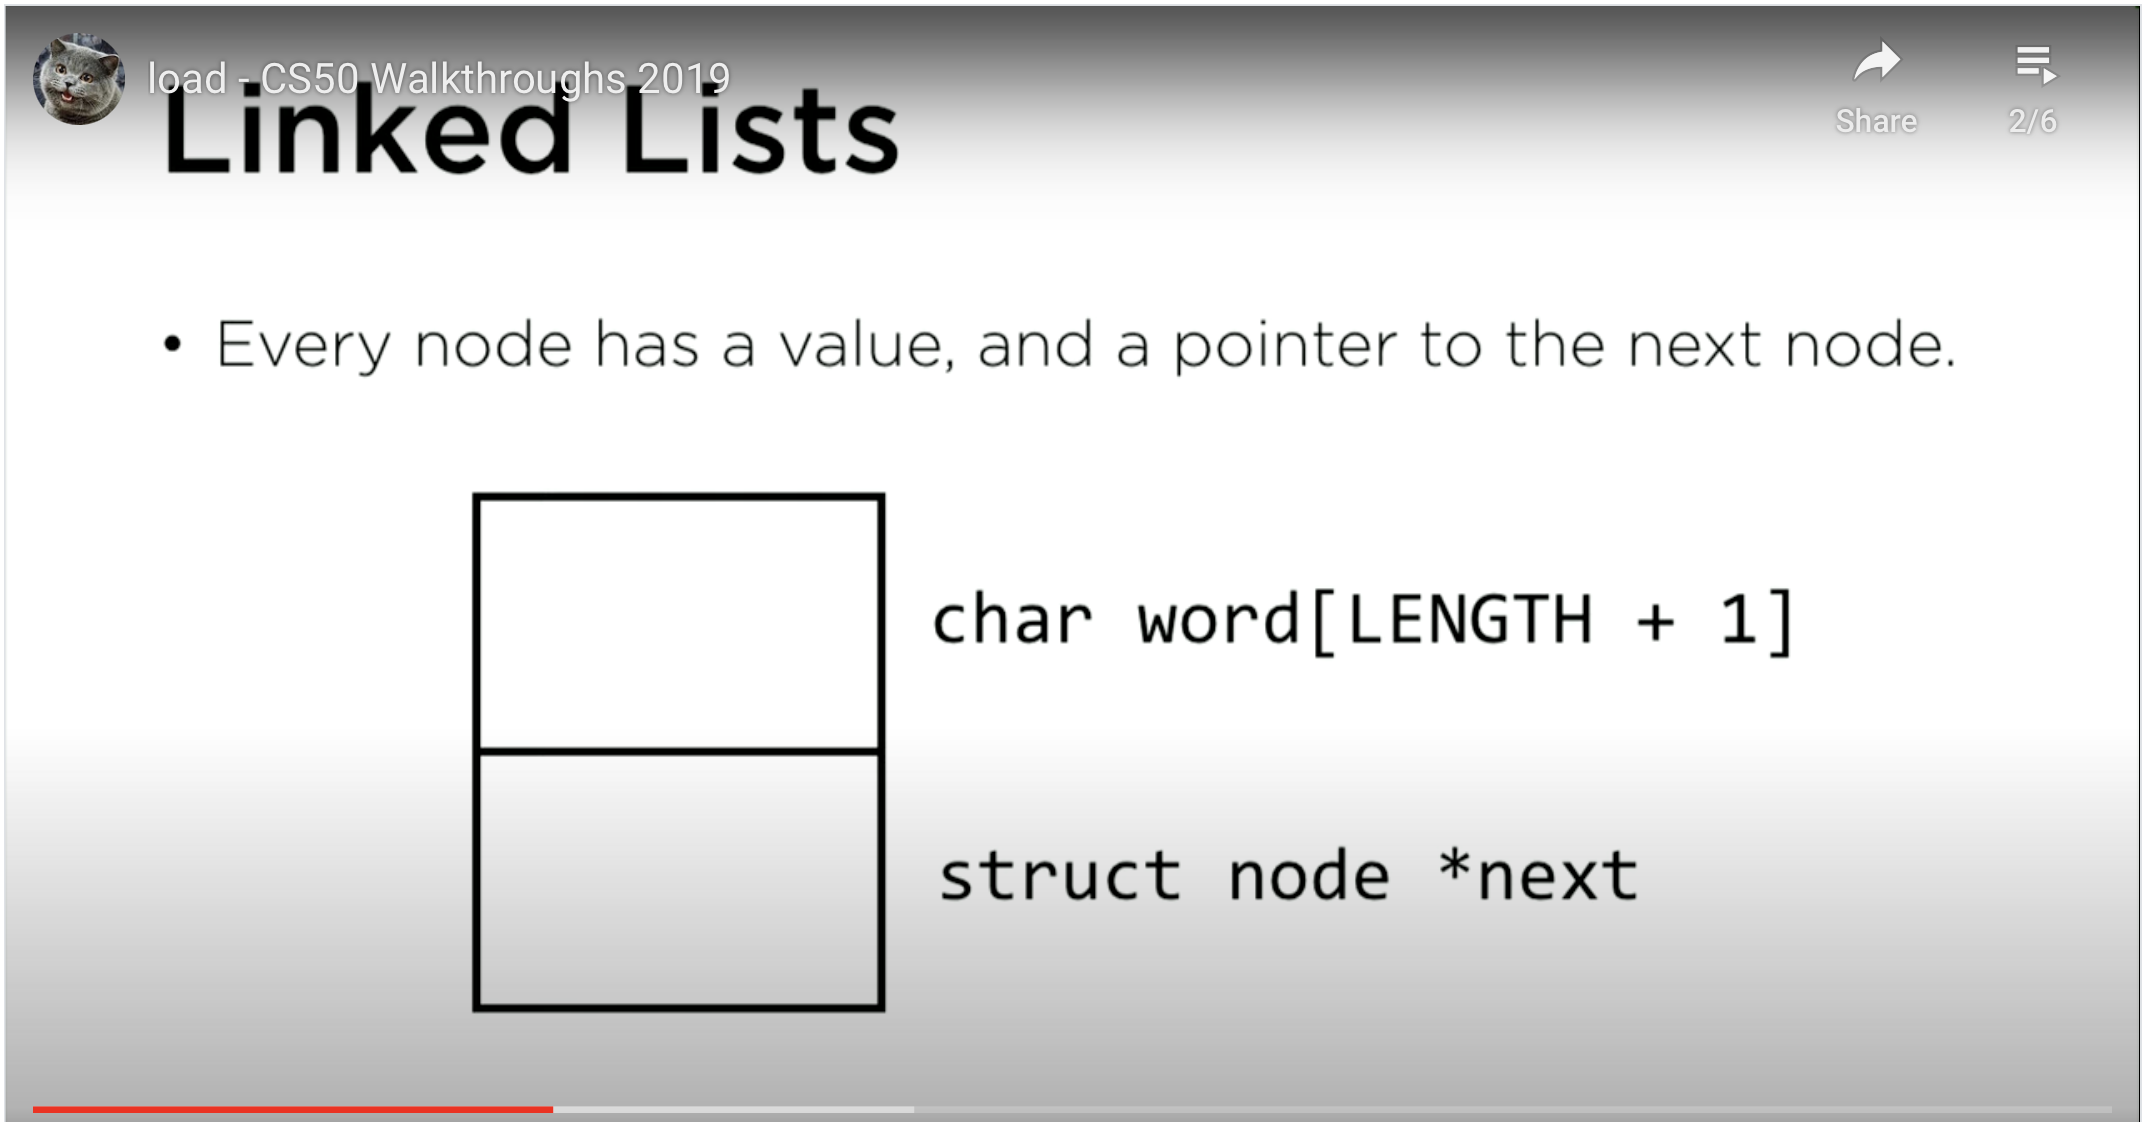 load - CS50 Walkthroughs 2019
Share
2/6
Linked Lists
• Every node has a value, and a pointer to the next node.
char word[LENGTH + 1]
struct node *next